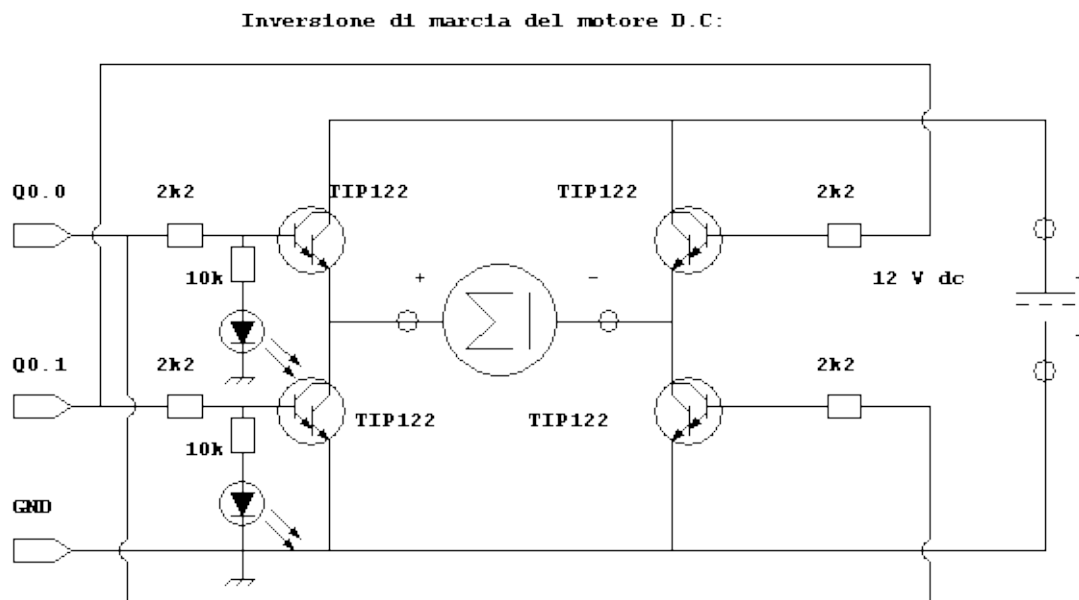 Inversione di marcia del motore D.C:
Q0.0 2k2 TIP122 TIP122 2k2
10k + - 12 V dc
Q0.1 2k2 2k2
TIP122 TIP122
10k
GND